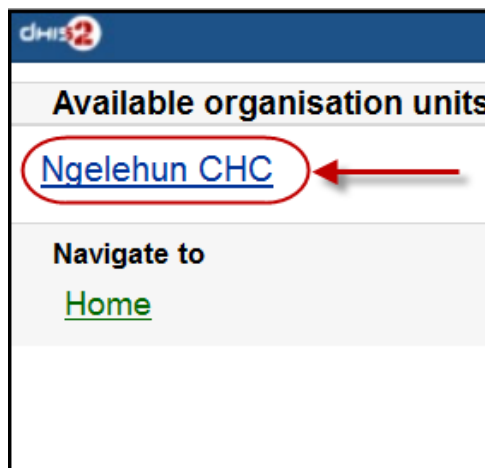 dHIS2
Available organisation units
Ngelehun CHC
Navigate to
Home